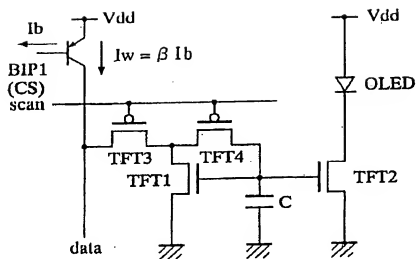 Vdd
Vdd
Ib
Iw = β Ib
BIP1
(CS)
scan
OLED
TFT3
TFT4
TFT1
C
TFT2
data